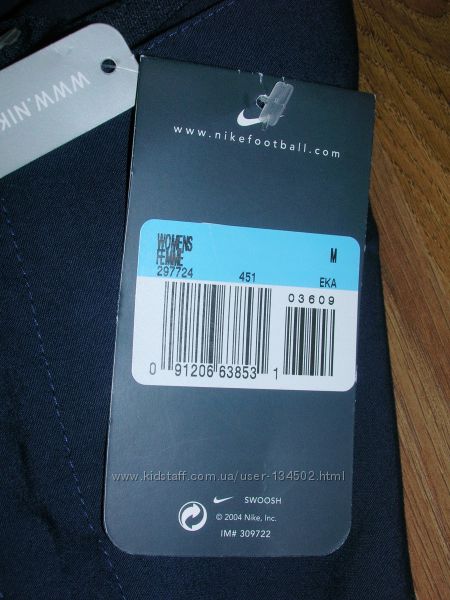 WWW.NIK
www.nikefootball.com
WOMENS M
FEMME
297724 451 EKA
03609
0 91206 63853 1
www.kidstaff.com.ua/user-134502.html
SWOOSH
© 2004 Nike, Inc.
IM# 309722